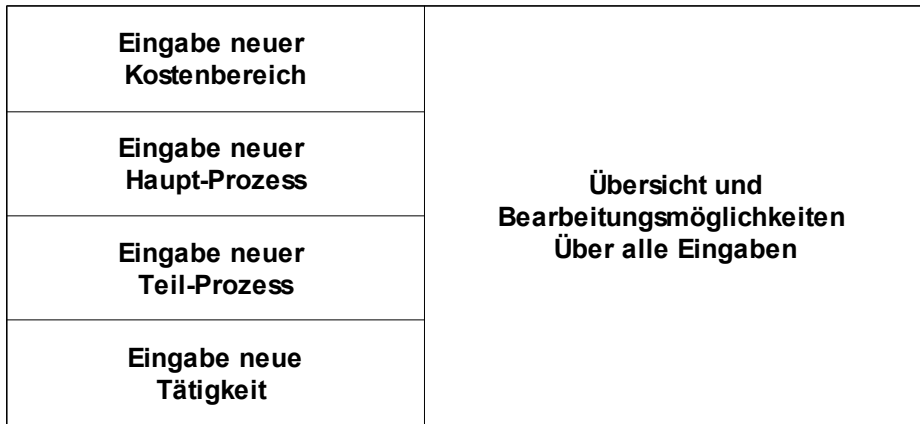 Eingabe neuer
Kostenbereich
Eingabe neuer
Haupt-Prozess
Eingabe neuer
Teil-Prozess
Eingabe neue
Tätigkeit
Übersicht und
Bearbeitungsmöglichkeiten
Über alle Eingaben